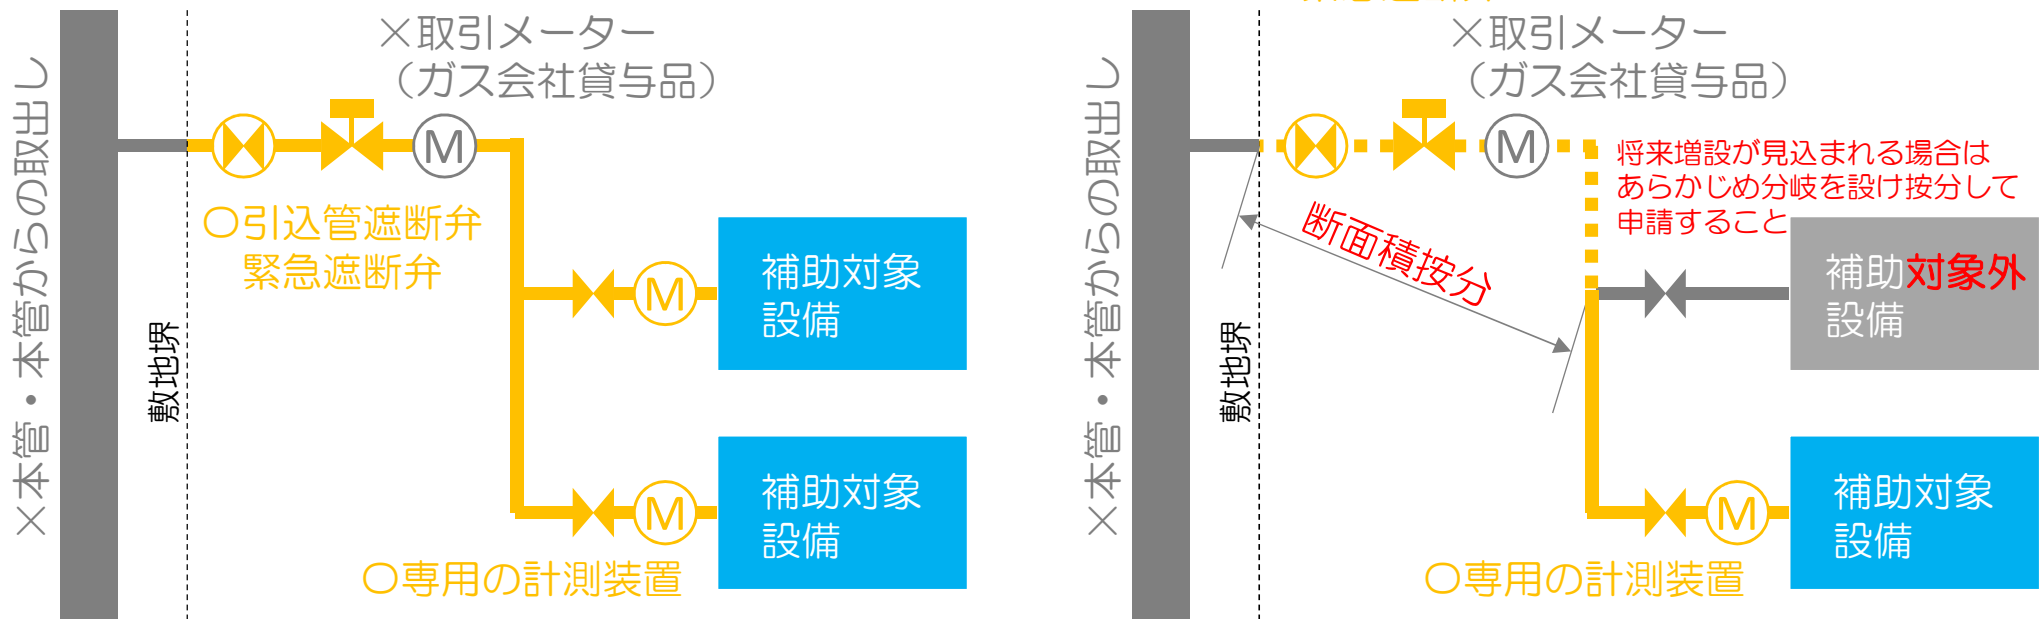 ×取引メーター
(ガス会社貸与品)
×本管・本管からの取出し
M
〇引込管遮断弁
緊急遮断弁
敷地堺
補助対象
設備
M
補助対象
設備
M
〇専用の計測装置
×取引メーター
(ガス会社貸与品)
×本管・本管からの取出し
M
将来増設が見込まれる場合は
あらかじめ分岐を設け按分して
申請すること
断面積按分
敷地堺
補助対象外
設備
補助対象
設備
M
〇専用の計測装置